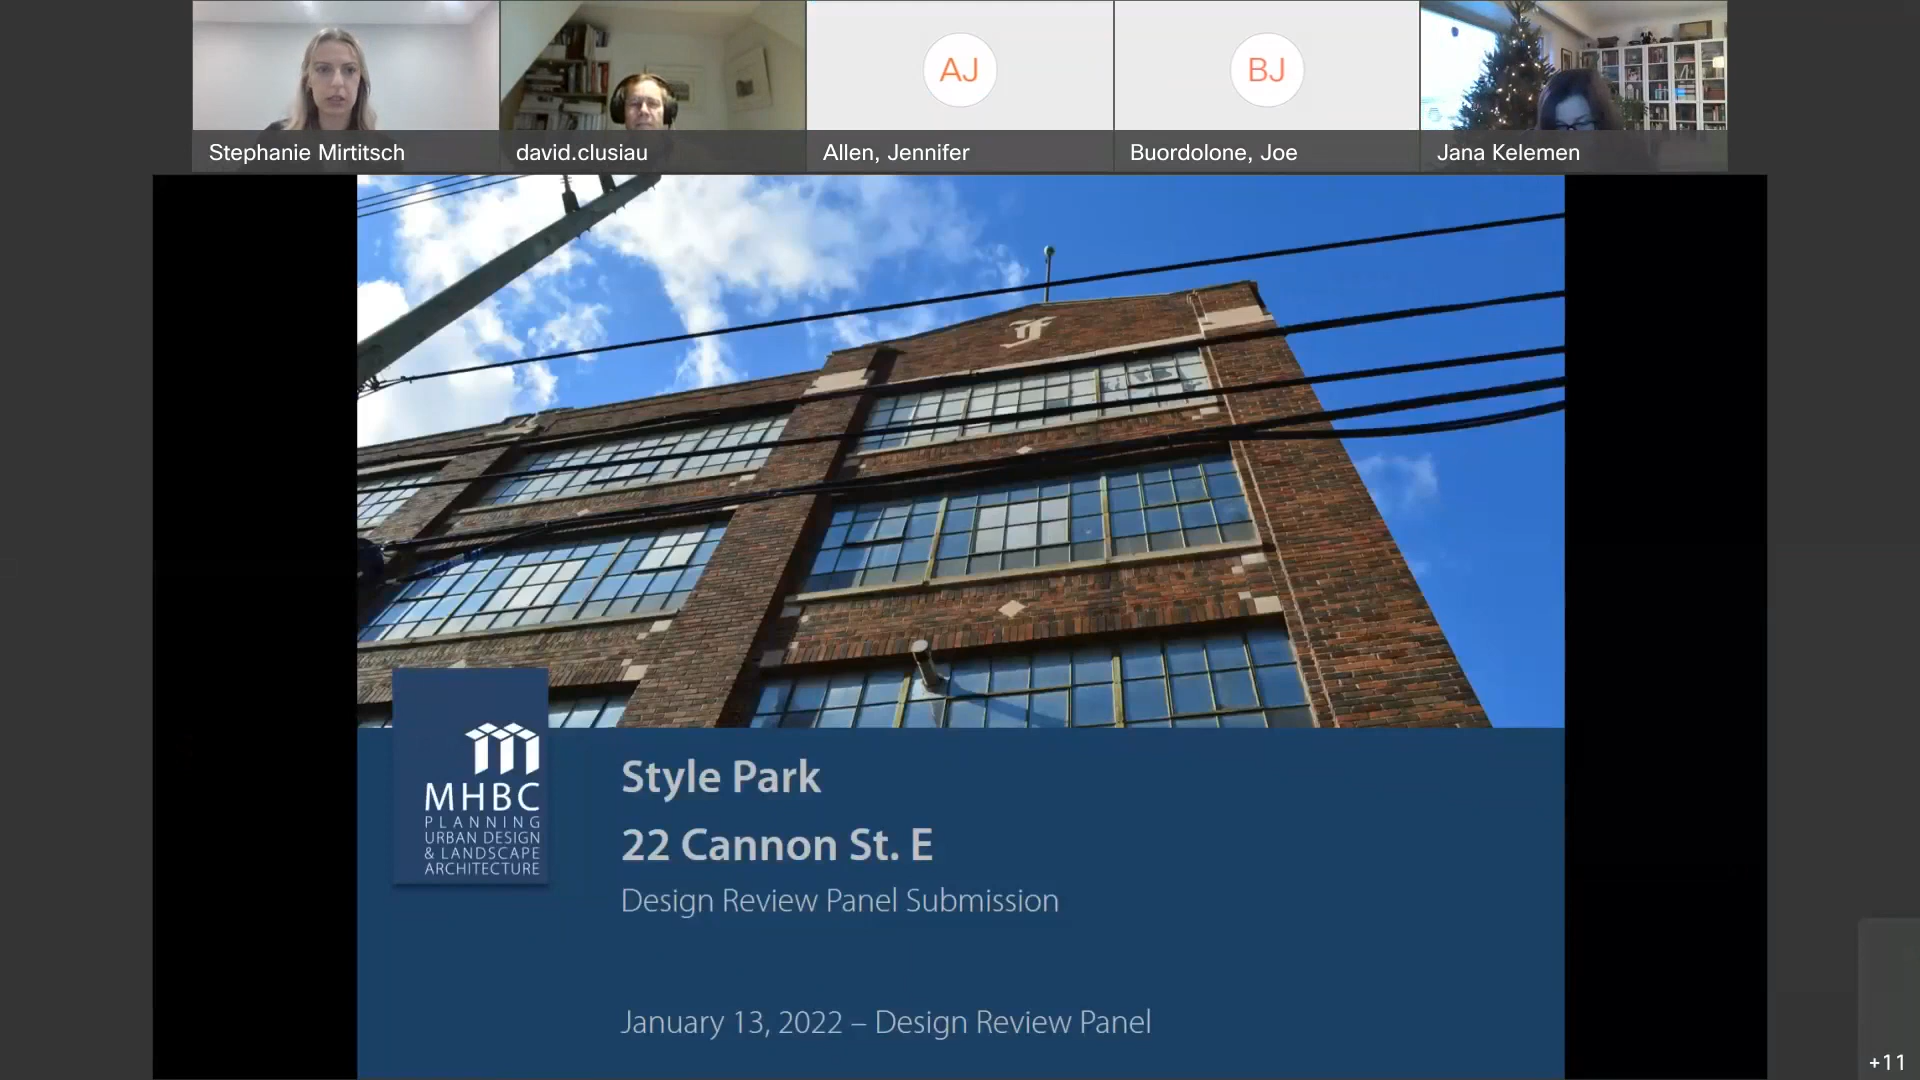 AJ
BJ
Stephanie Mirtitsch
david.clusiau
Allen, Jennifer
Buordolone, Joe
Jana Kelemen
MHBC
PLANNING
URBAN DESIGN
& LANDSCAPE
ARCHITECTURE
Style Park
22 Cannon St. E
Design Review Panel Submission
January 13, 2022 – Design Review Panel
+11